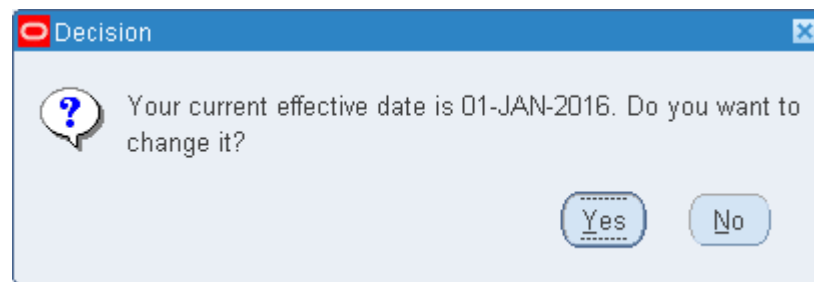 Decision
Your current effective date is 01-JAN-2016. Do you want to
change it?
Yes No